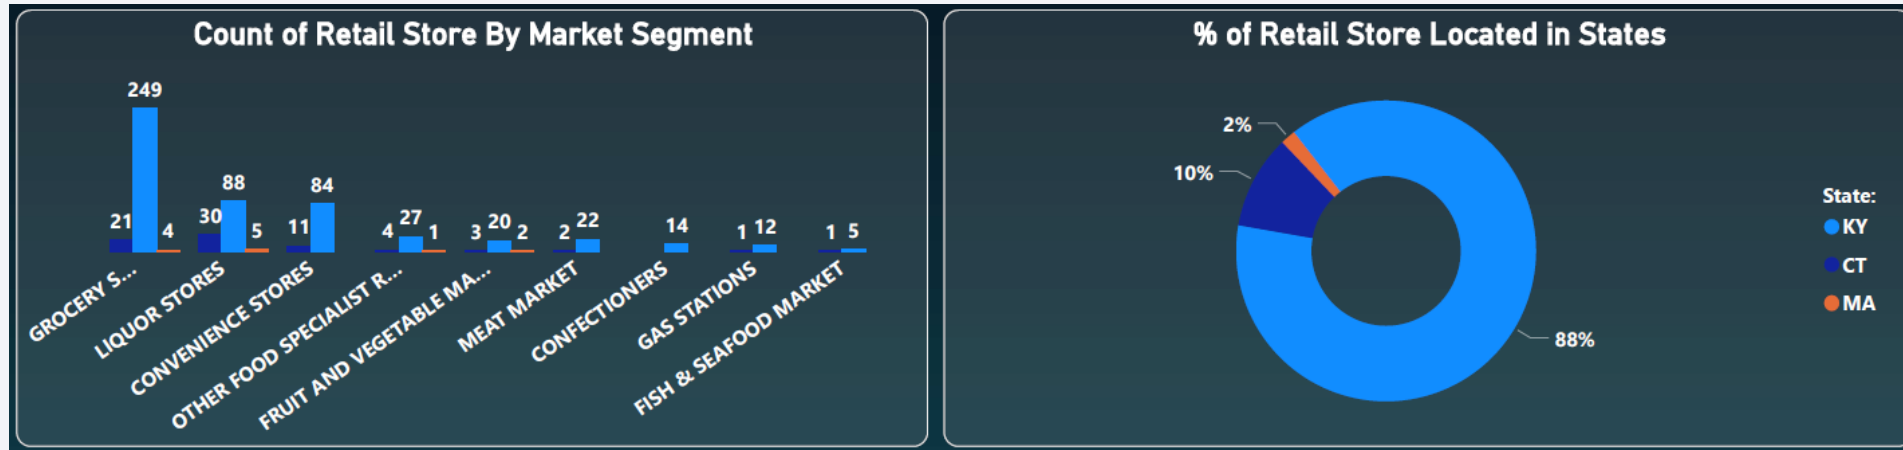 Count of Retail Store By Market Segment
249
21
4
30
88
5
11
84
4
27
1
3
20
2
2
22
14
1
12
1
5
GROCERY S...
LIQUOR STORES
CONVENIENCE STORES
OTHER FOOD SPECIALIST R...
FRUIT AND VEGETABLE MA...
MEAT MARKET
CONFECTIONERS
GAS STATIONS
FISH & SEAFOOD MARKET
% of Retail Store Located in States
2%
10%
88%
State:
KY
CT
MA